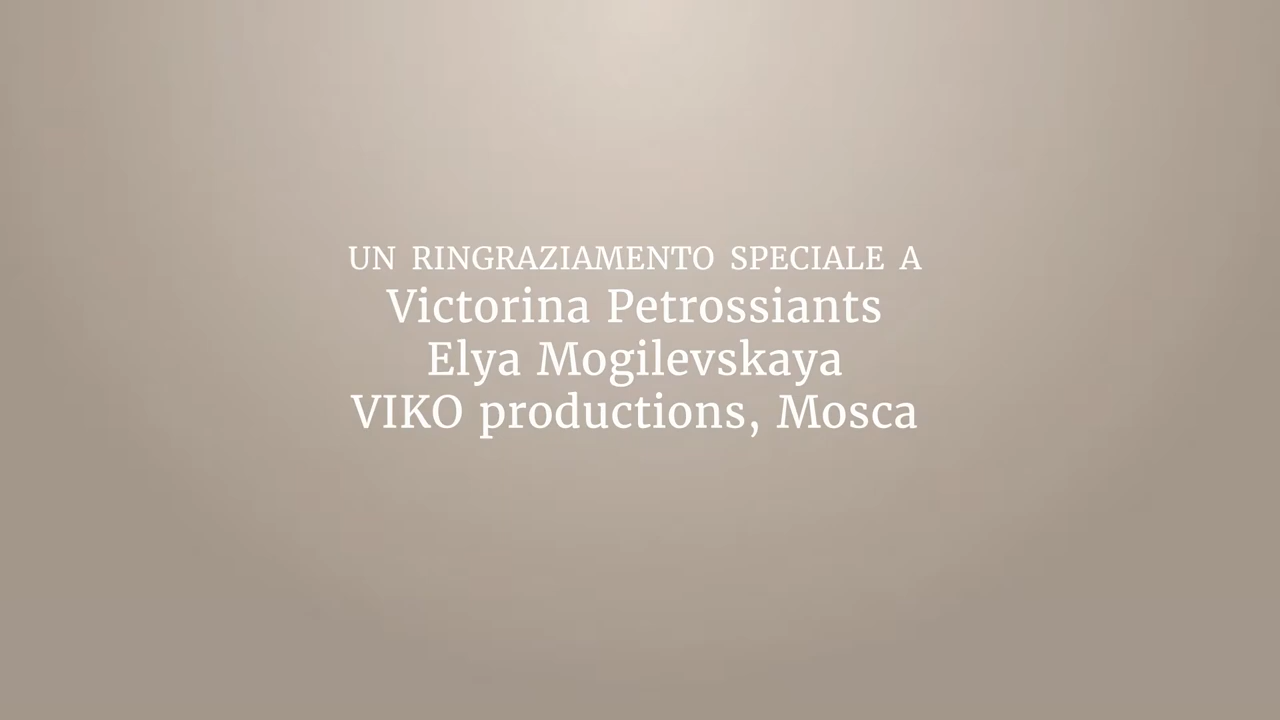 UN RINGRAZIAMENTO SPECIALE A
Victorina Petrossiants
Elya Mogilevskaya
VIKO productions, Mosca